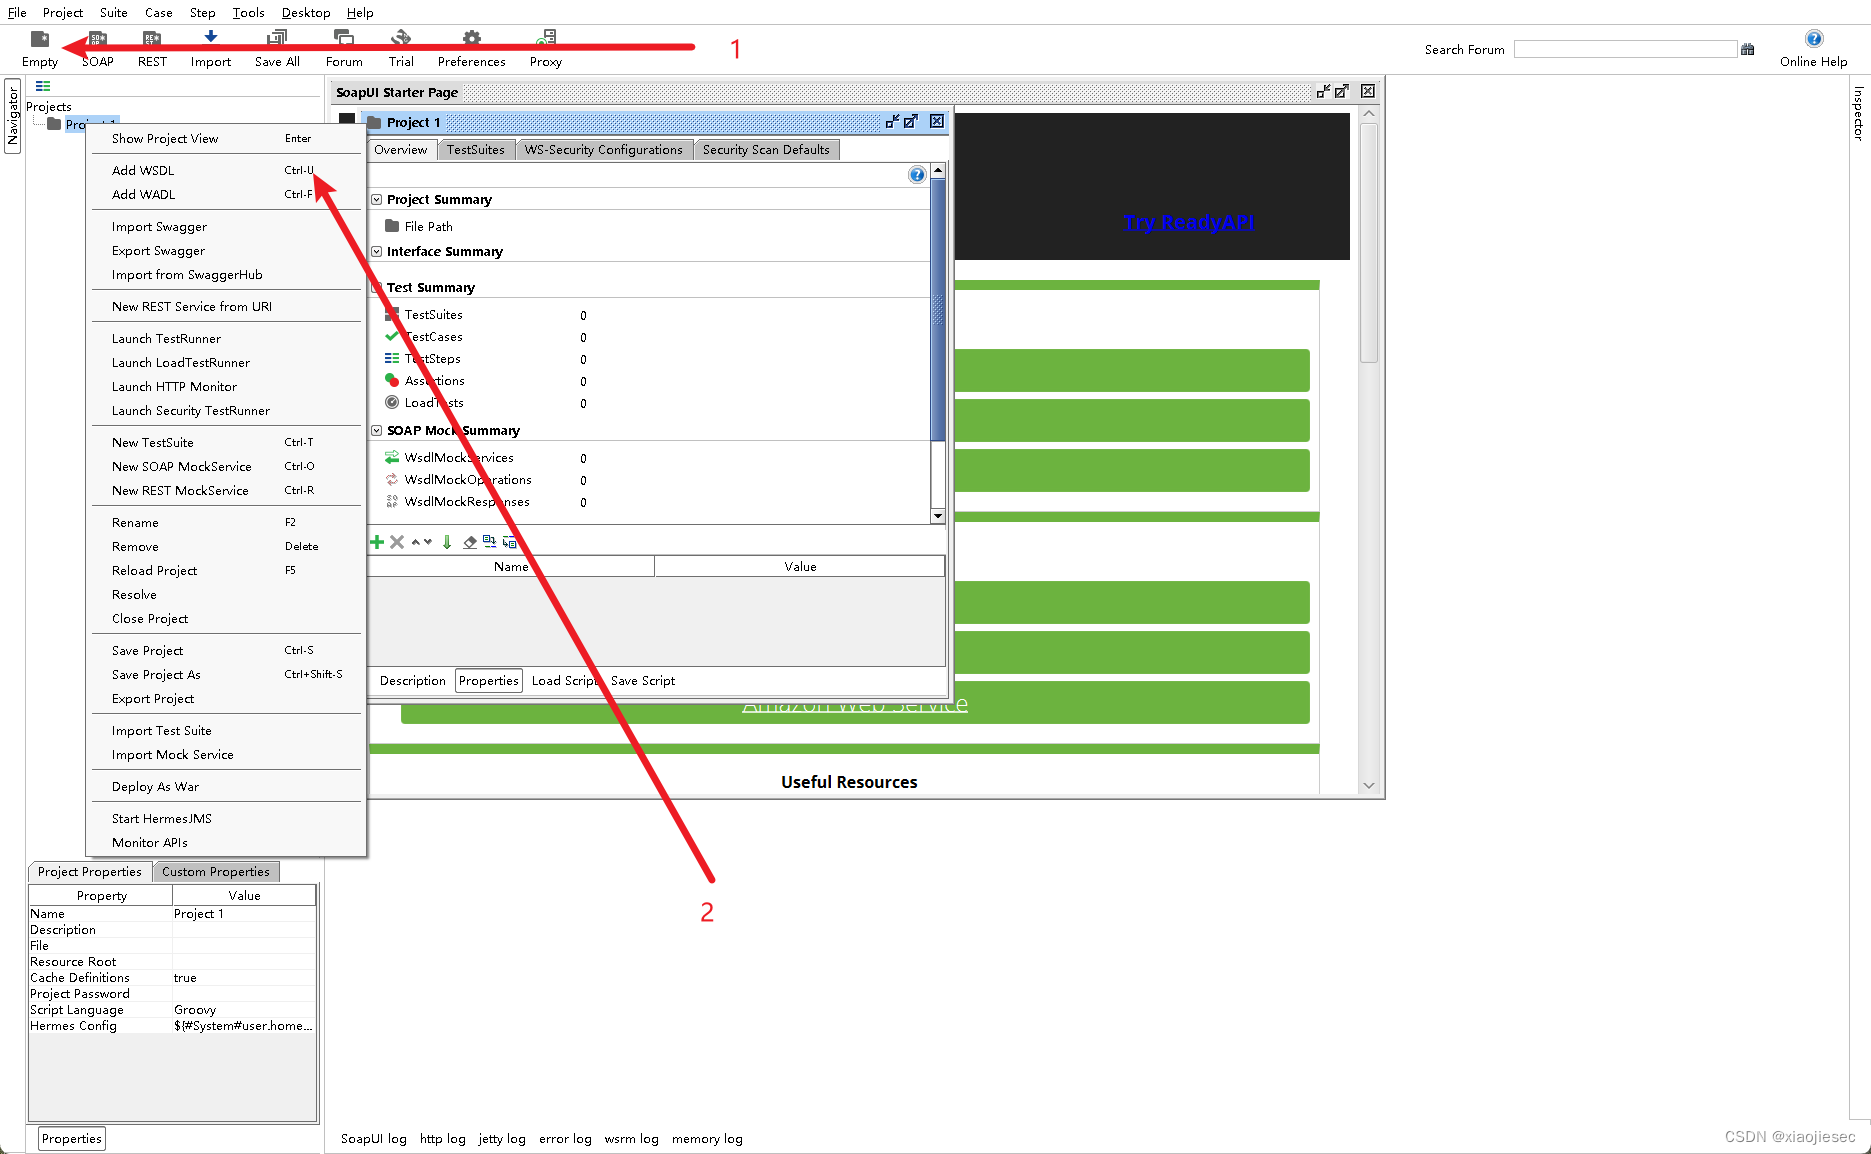 File Project Suite Case Step Tools Desktop Help
Empty SOAP REST Import Save All Forum Trial Preferences Proxy
1
Search Forum
Online Help
Navigator
Inspector
Projects
SoapUI Starter Page
Project 1
Overview TestSuites WS-Security Configurations Security Scan Defaults
Show Project View Enter
Add WSDL Ctrl-U
Add WADL Ctrl-F
Import Swagger
Export Swagger
Import from SwaggerHub
New REST Service from URI
Launch TestRunner
Launch LoadTestRunner
Launch HTTP Monitor
Launch Security TestRunner
New TestSuite Ctrl-T
New SOAP MockService Ctrl-O
New REST MockService Ctrl-R
Rename F2
Remove Delete
Reload Project F5
Resolve
Close Project
Save Project Ctrl-S
Save Project As Ctrl+Shift-S
Export Project
Import Test Suite
Import Mock Service
Deploy As War
Start HermesJMS
Monitor APIs
Project Summary
File Path
Interface Summary
Test Summary
TestSuites 0
TestCases 0
TestSteps 0
Assertions 0
LoadTests 0
SOAP Mock Summary
WsdlMockServices 0
WsdlMockOperations 0
WsdlMockResponses 0
Name Value
Description Properties Load Script Save Script
Try ReadyAPI
Amazon Web Service
Useful Resources
2
Project Properties Custom Properties
Property Value
Name Project 1
Description
File
Resource Root
Cache Definitions true
Project Password
Script Language Groovy
Hermes Config ${#System#user.home...
Properties
SoapUI log http log jetty log error log wsrm log memory log
CSDN @xiaojiesec